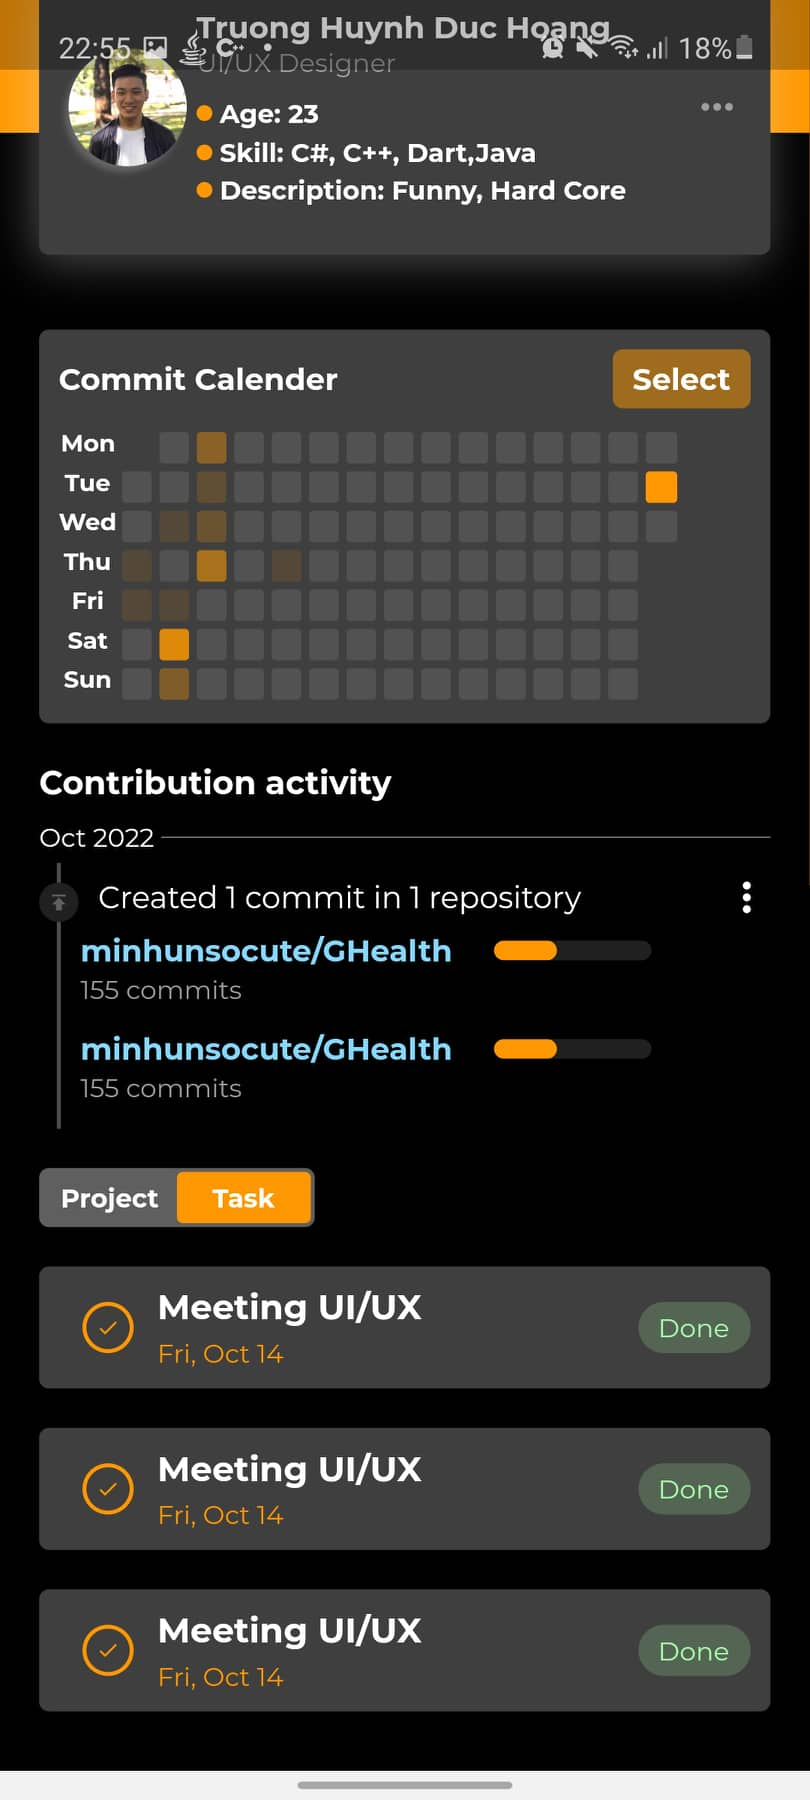 Truong Huynh Duc Hoang
22:55 C++ 18%
UI/UX Designer
Age: 23
Skill: C#, C++, Dart,Java
Description: Funny, Hard Core
Commit Calender
Select
Mon
Tue
Wed
Thu
Fri
Sat
Sun
Contribution activity
Oct 2022
Created 1 commit in 1 repository
minhunsocute/GHealth
155 commits
minhunsocute/GHealth
155 commits
Project Task
Meeting UI/UX
Fri, Oct 14
Done
Meeting UI/UX
Fri, Oct 14
Done
Meeting UI/UX
Fri, Oct 14
Done